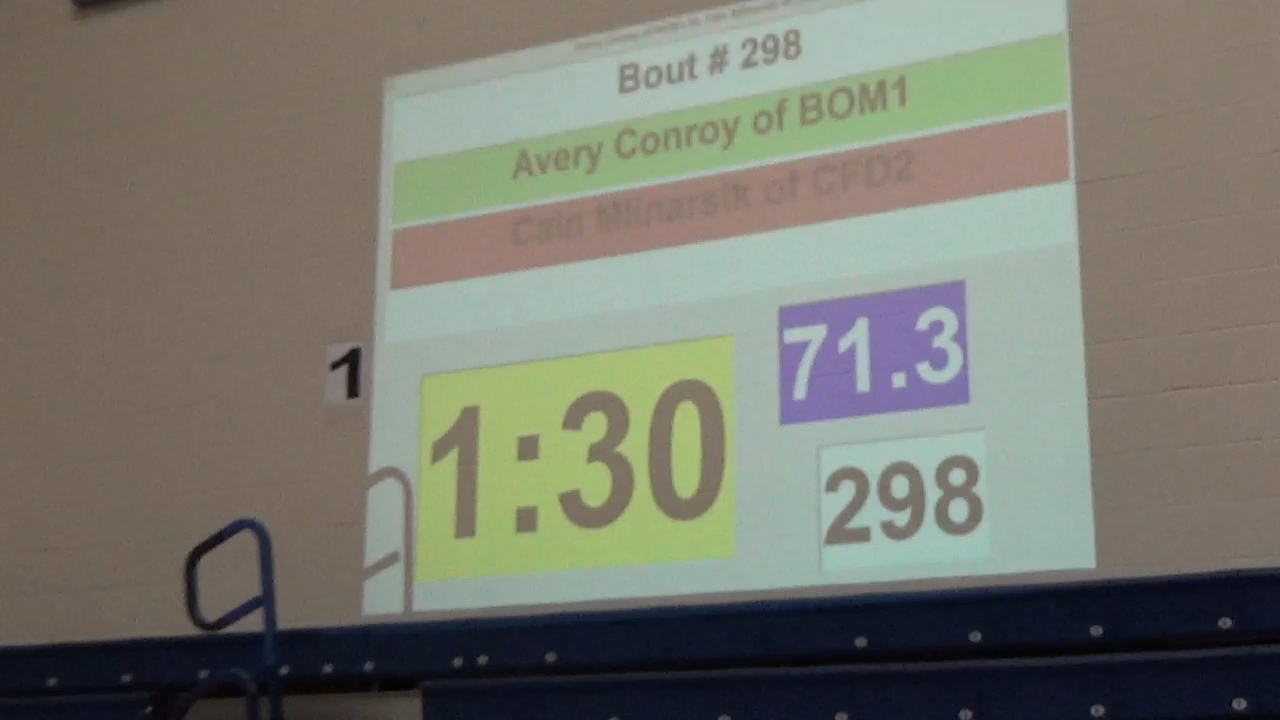 Bout # 298
Avery Conroy of BOM1
Cain Mlinarsik of CFD2
1
71.3
1:30
298